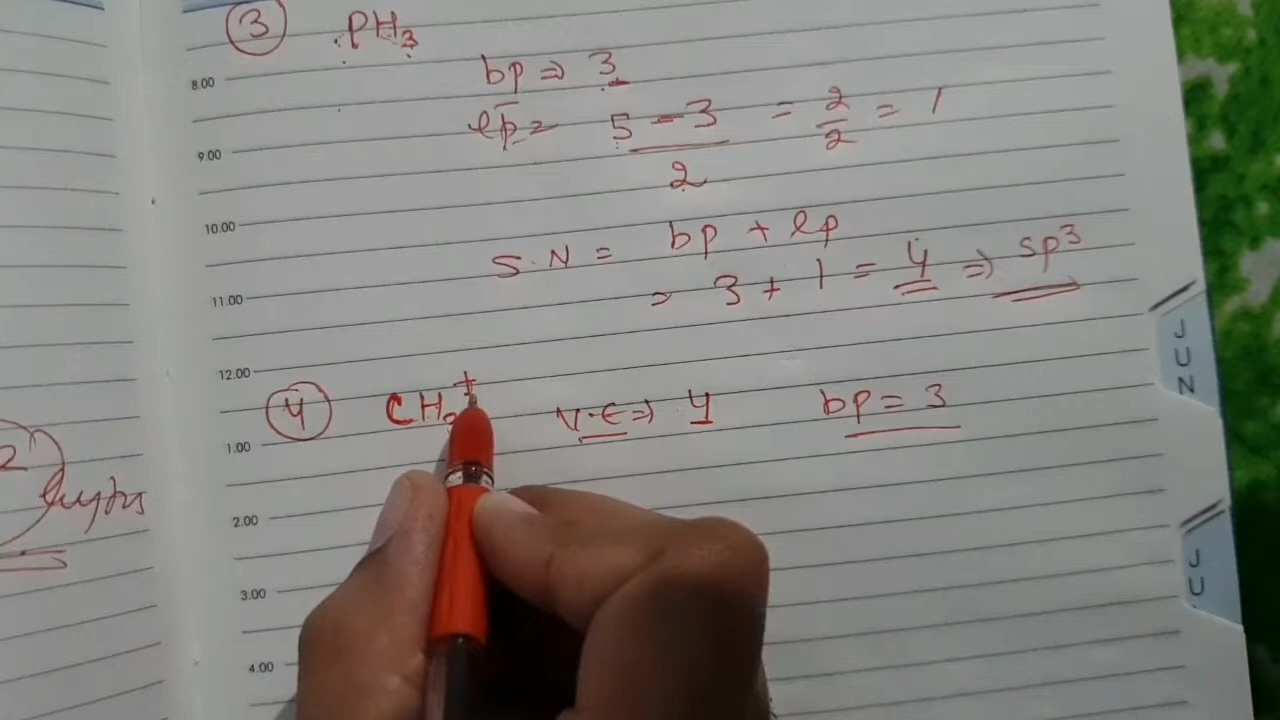 3 PH3
bp ⇒ 3
8.00
lp = 5 - 3 / 2 = 2/2 = 1
9.00
10.00
S.N = bp + lp
= 3 + 1 = 4 ⇒ sp³
11.00
12.00
4 CH + V.E ⇒ 4 bp = 3
1.00
2
2.00
3.00
4.00
JUN
JU